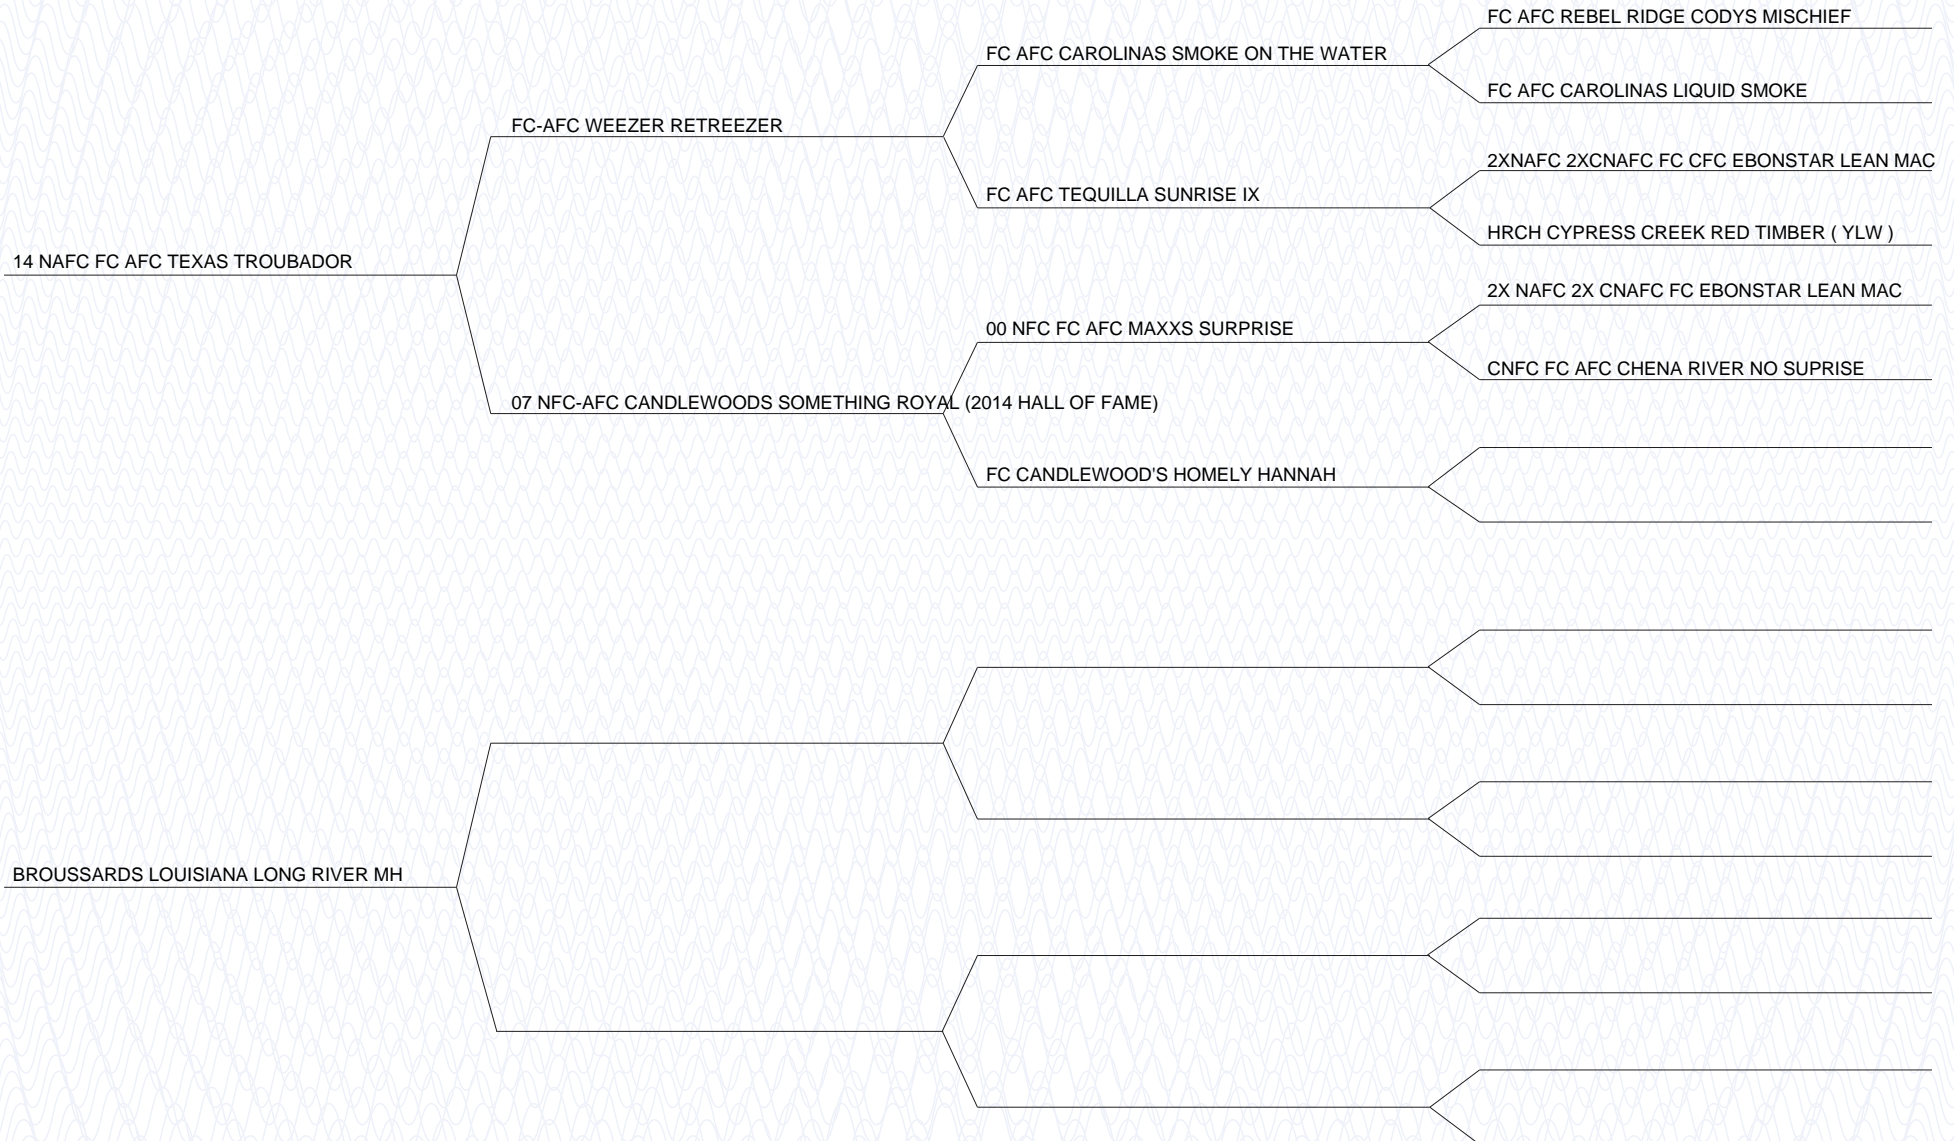 FC AFC REBEL RIDGE CODYS MISCHIEF
FC AFC CAROLINAS SMOKE ON THE WATER
FC AFC CAROLINAS LIQUID SMOKE
FC-AFC WEEZER RETREEZER
2XNAFC 2XCNAFC FC CFC EBONSTAR LEAN MAC
FC AFC TEQUILLA SUNRISE IX
HRCH CYPRESS CREEK RED TIMBER ( YLW )
14 NAFC FC AFC TEXAS TROUBADOR
2X NAFC 2X CNAFC FC EBONSTAR LEAN MAC
00 NFC FC AFC MAXXS SURPRISE
CNFC FC AFC CHENA RIVER NO SUPRISE
07 NFC-AFC CANDLEWOODS SOMETHING ROYAL (2014 HALL OF FAME)
FC CANDLEWOOD'S HOMELY HANNAH
BROUSSARDS LOUISIANA LONG RIVER MH